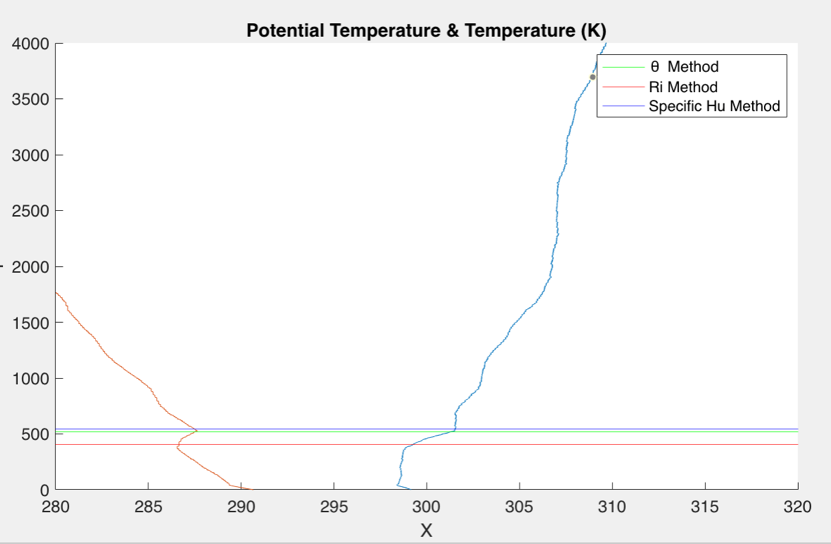 Potential Temperature & Temperature (K)
4000
3500
3000
2500
2000
1500
1000
500
0
θ Method
Ri Method
Specific Hu Method
280 285 290 295 300 305 310 315 320
X